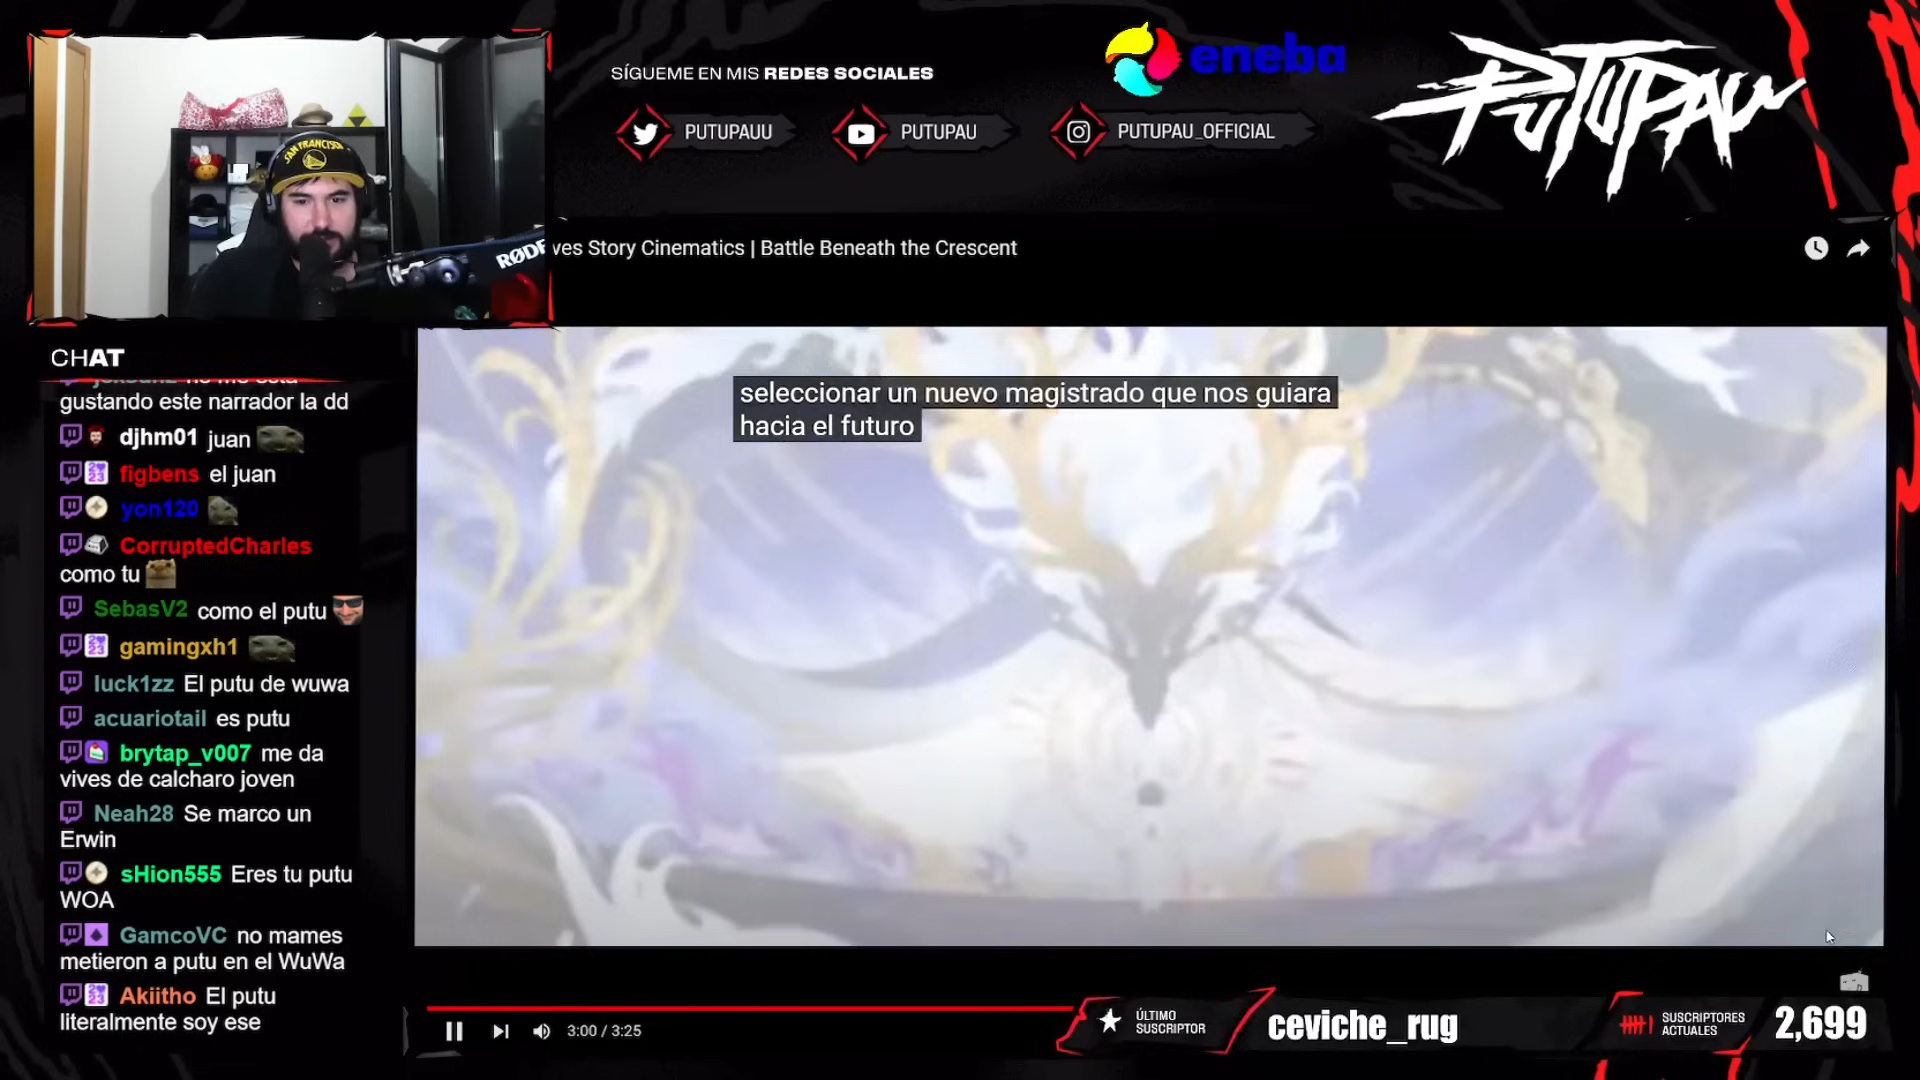 SAN FRANCISCO
RØDE
SÍGUEME EN MIS REDES SOCIALES
eneba
PUTUPAU
PUTUPAUU
PUTUPAU
PUTUPAU_OFFICIAL
ves Story Cinematics | Battle Beneath the Crescent
CHAT
gustando este narrador la dd
djhm01 juan
figbens el juan
yon120
CorruptedCharles
como tu
SebasV2 como el putu
gamingxh1
luck1zz El putu de wuwa
acuariotail es putu
brytap_v007 me da
vives de calcharo joven
Neah28 Se marco un
Erwin
sHion555 Eres tu putu
WOA
GamcoVC no mames
metieron a putu en el WuWa
Akiitho El putu
literalmente soy ese
seleccionar un nuevo magistrado que nos guiara
hacia el futuro
3:00 / 3:25
ÚLTIMO
SUSCRIPTOR
ceviche_rug
SUSCRIPTORES
ACTUALES
2,699